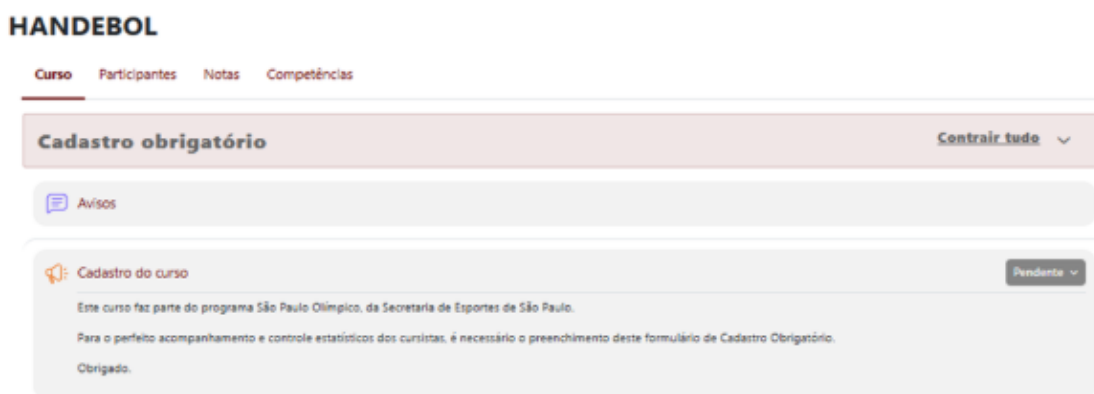 HANDEBOL
Curso Participantes Notas Competências
Cadastro obrigatório Contrair tudo
Avisos
Cadastro do curso Pendente
Este curso faz parte do programa São Paulo Olímpico, da Secretaria de Esportes de São Paulo.
Para o perfeito acompanhamento e controle estatísticos dos cursistas, é necessário o preenchimento deste formulário de Cadastro Obrigatório.
Obrigado.